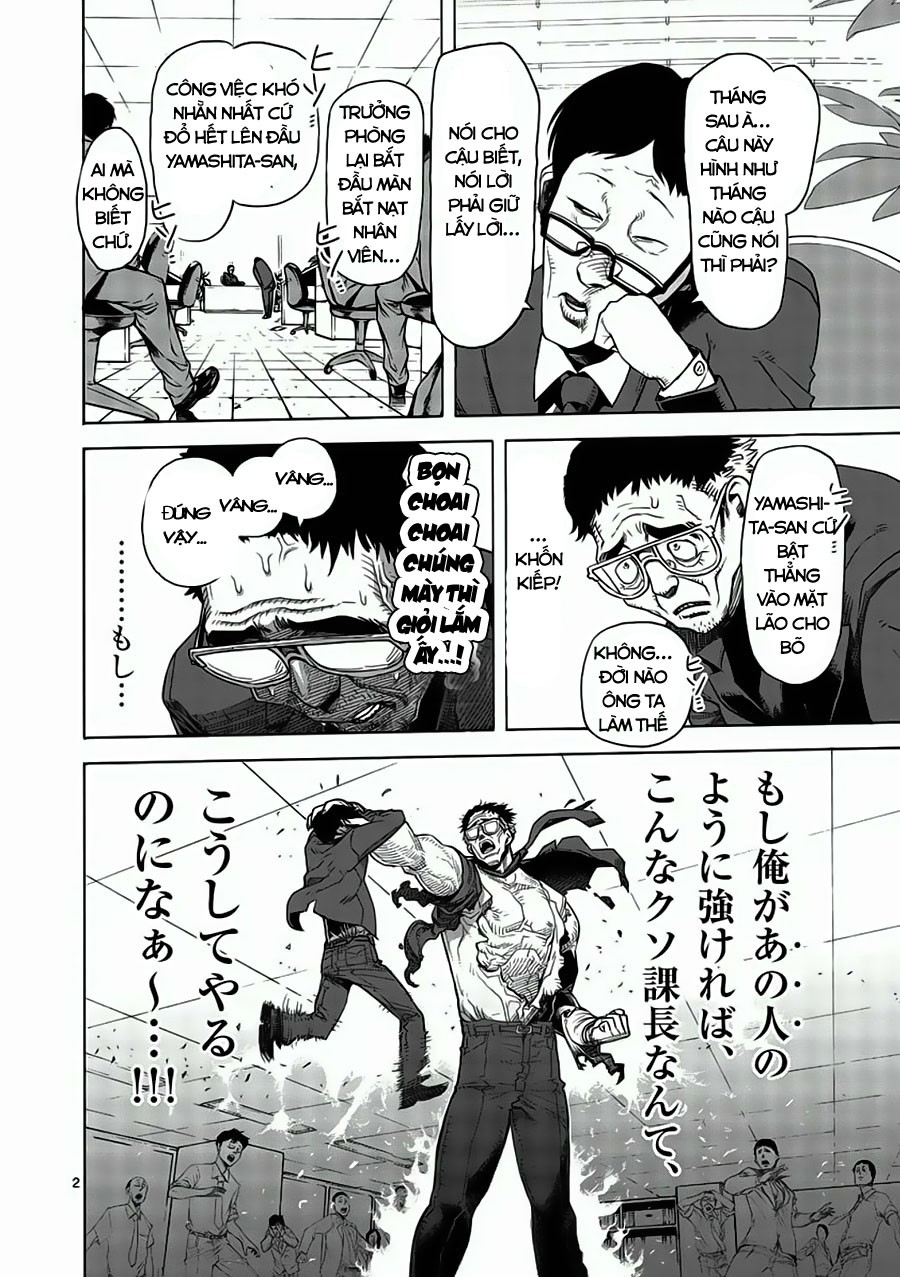 THÁNG
SAU À...
CÂU NÀY
HÌNH NHƯ
THÁNG
NÀO CẬU
CŨNG NÓI
THÌ PHẢI?
NÓI CHO
CẬU BIẾT,
NÓI LỜI
PHẢI GIỮ
LẤY LỜI...
TRƯỞNG
PHÒNG
LẠI BẮT
ĐẦU MÀN
BẮT NẠT
NHÂN
VIÊN...
CÔNG VIỆC KHÓ
NHẰN NHẤT CỨ
ĐỔ HẾT LÊN ĐẦU
YAMASHITA-SAN,
AI MÀ
KHÔNG
BIẾT
CHỨ.
YAMASHI-
TA-SAN CỨ
BẬT
THẲNG
VÀO MẶT
LÃO CHO
BÕ
KHÔNG...
ĐỜI NÀO
ÔNG TA
LÀM THẾ
...
KHỐN
KIẾP!
BỌN
CHOAI
CHOAI
CHÚNG
MÀY THÌ
GIỎI LẮM
ẤY...!
VÂNG...
VÂNG...
ĐÚNG
VẬY...
………もし…
もし俺があの人の
ように強ければ、
こんなクソ課長なんて、
こうしてやる
のになぁ〜…!!!
2